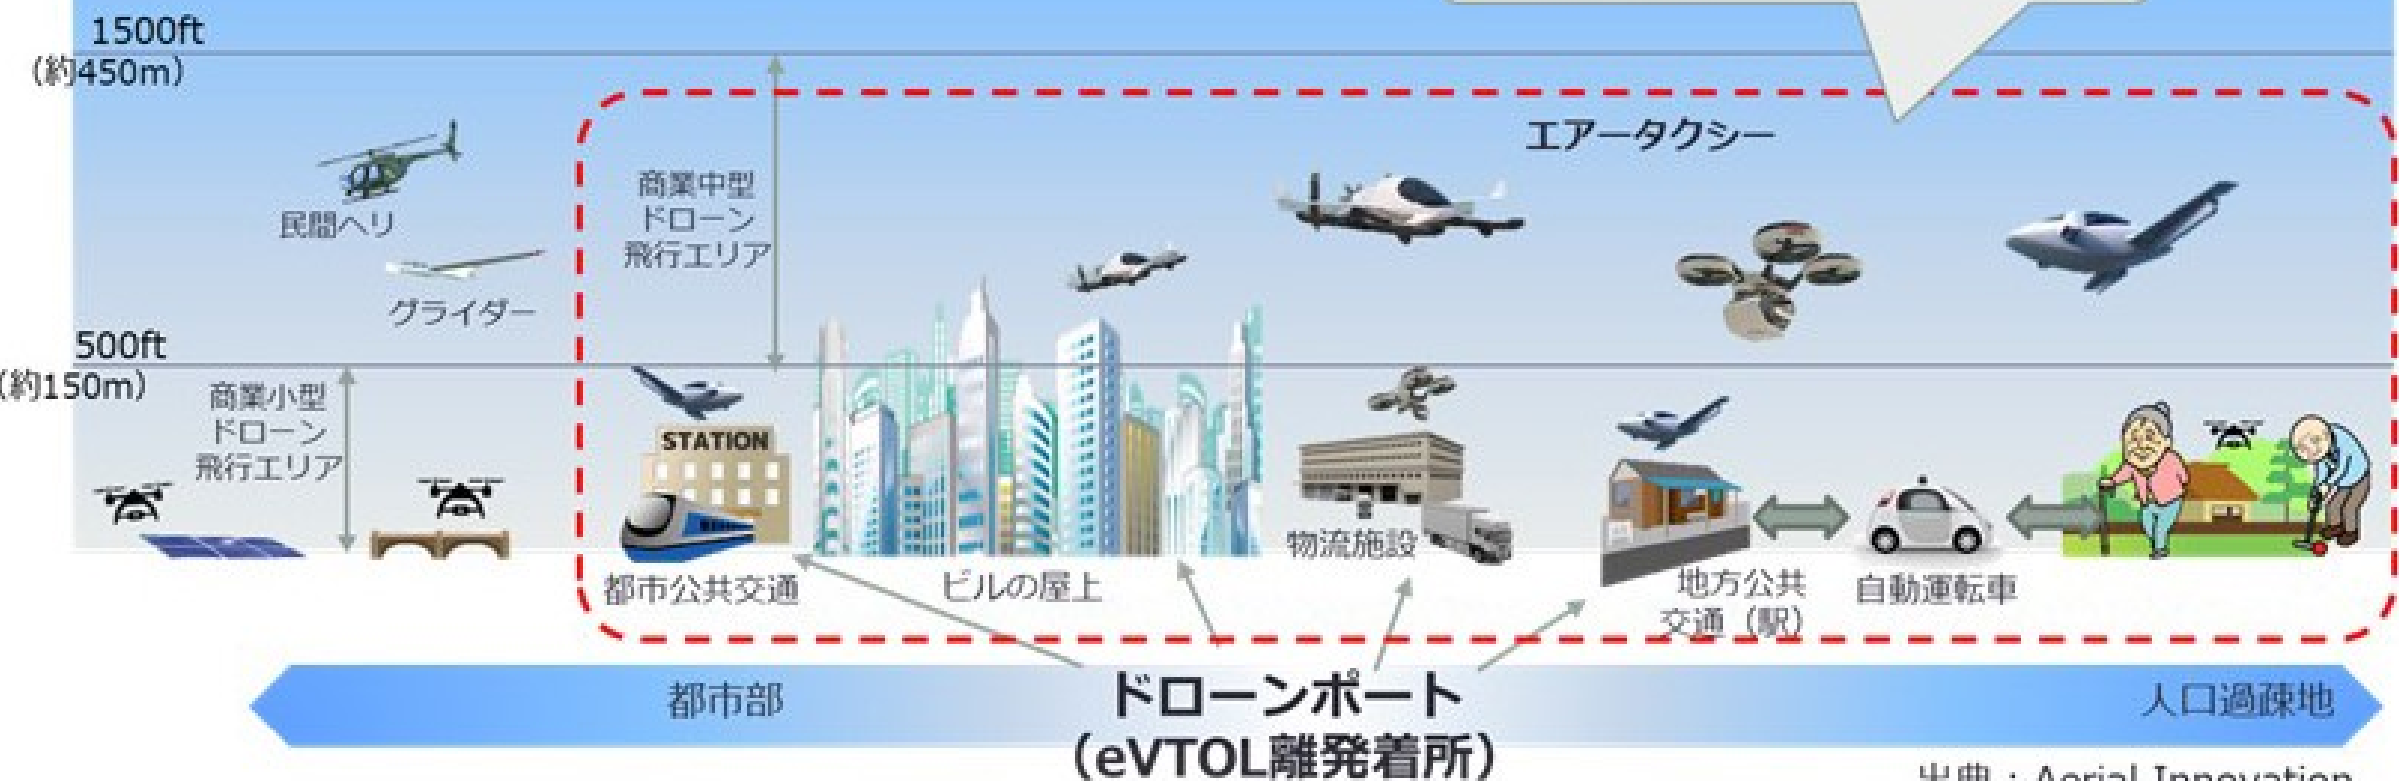 1500ft
（約450m）
エアータクシー
商業中型
ドローン
飛行エリア
民間ヘリ
グライダー
500ft
（約150m）
商業小型
ドローン
飛行エリア
STATION
物流施設
都市公共交通
ビルの屋上
地方公共
交通（駅）
自動運転車
都市部
ドローンポート
（eVTOL離発着所）
人口過疎地
出典：Aerial Innovation